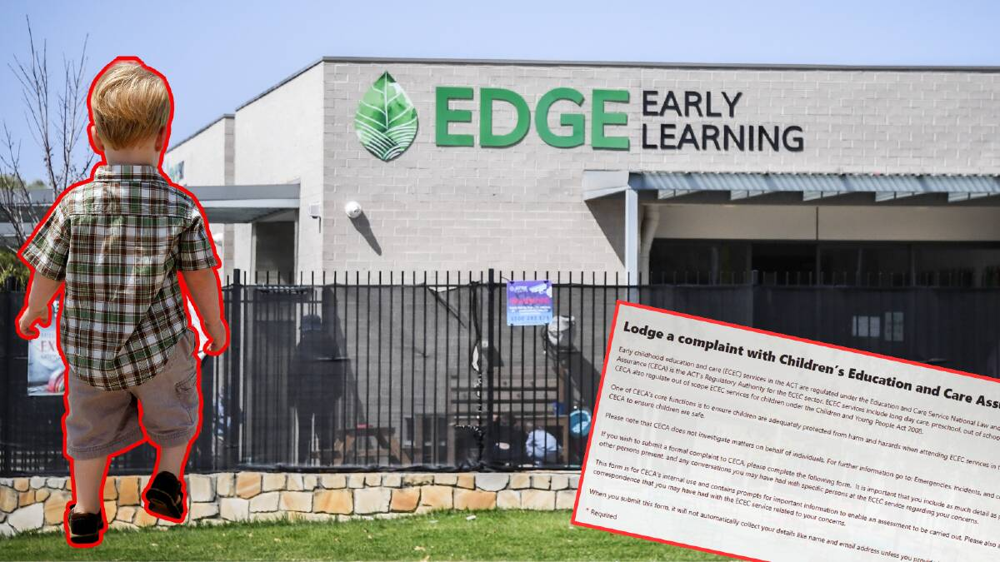 EDGE EARLY
LEARNING
Lodge a complaint with Children's Education and Care Ass
Early childhood education and care (ECEC) services in the ACT are regulated under the Education and Care Service National Law and
Assurance (CECA) is the ACT's Regulatory Authority for the ECEC sector. ECEC services include long day care, preschool, out of scho
CECA also regulate out of scope ECEC services for children under the Children and Young People Act 2008.
One of CECA's core functions is to ensure children are adequately protected from harm and hazards when attending ECEC services in t
CECA to ensure children are safe.
Please note that CECA does not investigate matters on behalf of individuals. For further information go to: Emergencies, incidents, and c
If you wish to submit a formal complaint to CECA, please complete the following form. It is important that you include as much detail as
other persons present, and any conversations you may have had with specific persons at the ECEC service regarding your concerns.
This form is for CECA's internal use and contains prompts for important information to enable an assessment to be carried out. Please also
correspondence that you may have had with the ECEC service related to your concerns.
When you submit this form, it will not automatically collect your details like name and email address unless you provid
* Required